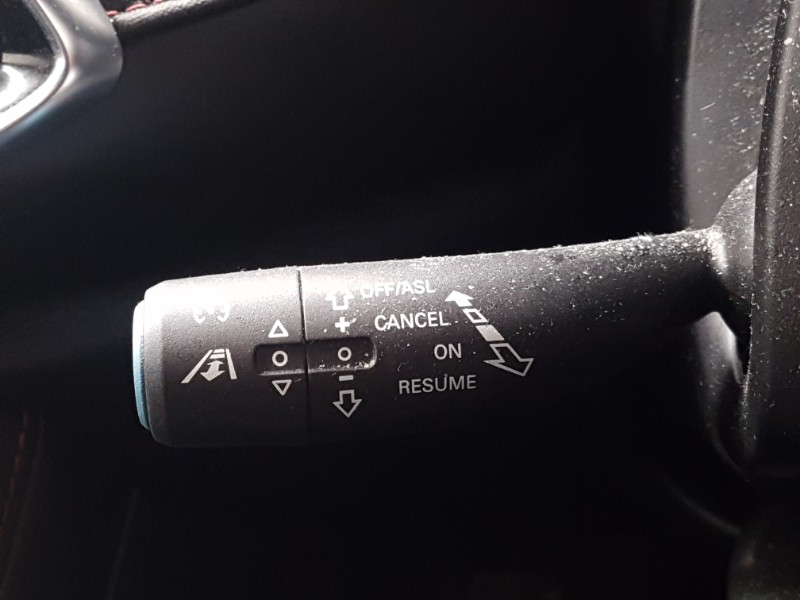 OFF/ASL
+ CANCEL
O O ON
− RESUME